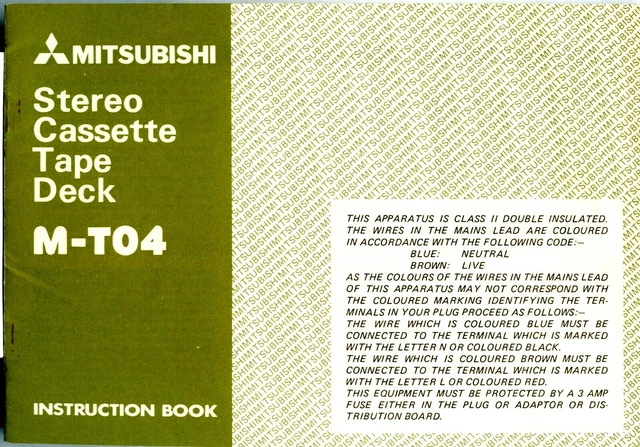 MITSUBISHI
Stereo
Cassette
Tape
Deck
M-T04
INSTRUCTION BOOK
THIS APPARATUS IS CLASS II DOUBLE INSULATED.
THE WIRES IN THE MAINS LEAD ARE COLOURED
IN ACCORDANCE WITH THE FOLLOWING CODE:—
BLUE: NEUTRAL
BROWN: LIVE
AS THE COLOURS OF THE WIRES IN THE MAINS LEAD
OF THIS APPARATUS MAY NOT CORRESPOND WITH
THE COLOURED MARKING IDENTIFYING THE TER-
MINALS IN YOUR PLUG PROCEED AS FOLLOWS:—
THE WIRE WHICH IS COLOURED BLUE MUST BE
CONNECTED TO THE TERMINAL WHICH IS MARKED
WITH THE LETTER N OR COLOURED BLACK.
THE WIRE WHICH IS COLOURED BROWN MUST BE
CONNECTED TO THE TERMINAL WHICH IS MARKED
WITH THE LETTER L OR COLOURED RED.
THIS EQUIPMENT MUST BE PROTECTED BY A 3 AMP
FUSE EITHER IN THE PLUG OR ADAPTOR OR DIS-
TRIBUTION BOARD.